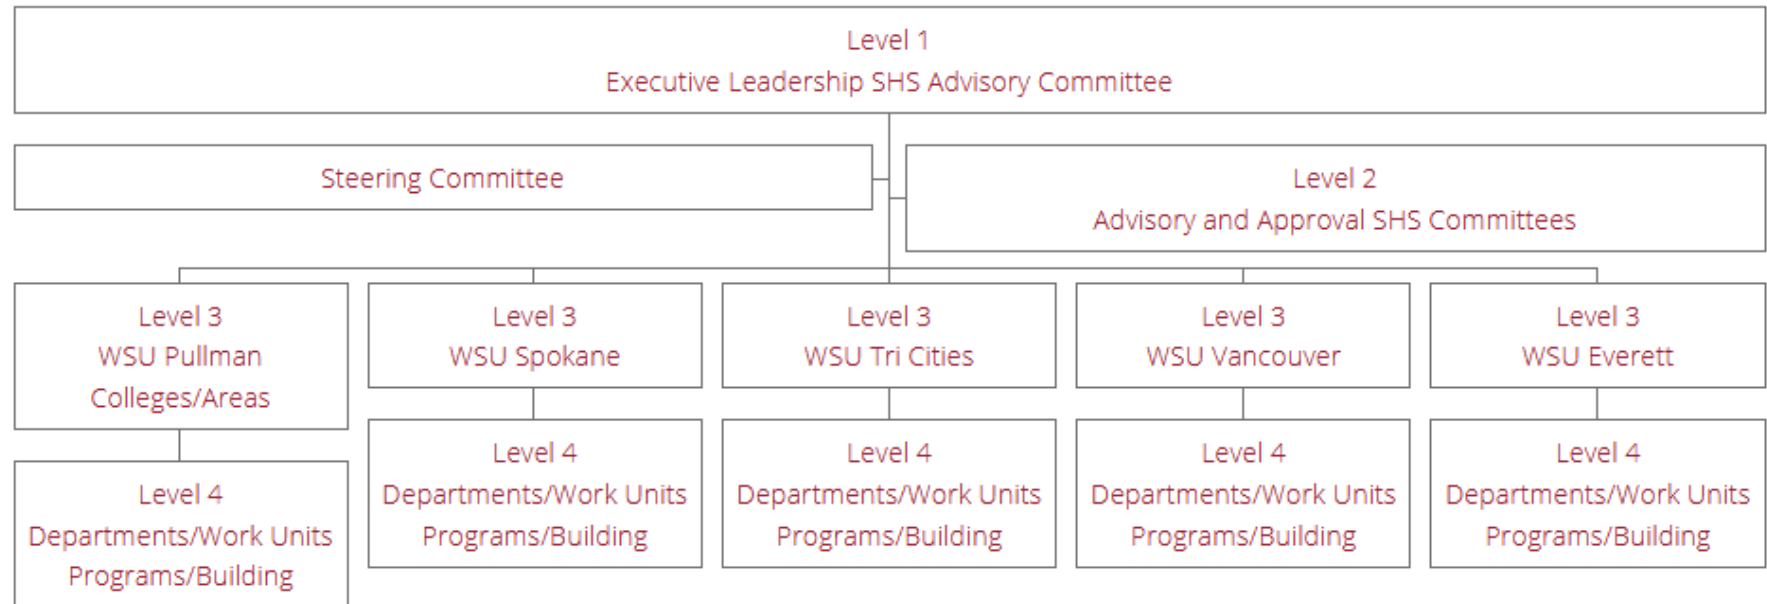 Level 1
Executive Leadership SHS Advisory Committee
Steering Committee
Level 2
Advisory and Approval SHS Committees
Level 3
WSU Pullman
Colleges/Areas
Level 3
WSU Spokane
Level 3
WSU Tri Cities
Level 3
WSU Vancouver
Level 3
WSU Everett
Level 4
Departments/Work Units
Programs/Building
Level 4
Departments/Work Units
Programs/Building
Level 4
Departments/Work Units
Programs/Building
Level 4
Departments/Work Units
Programs/Building
Level 4
Departments/Work Units
Programs/Building